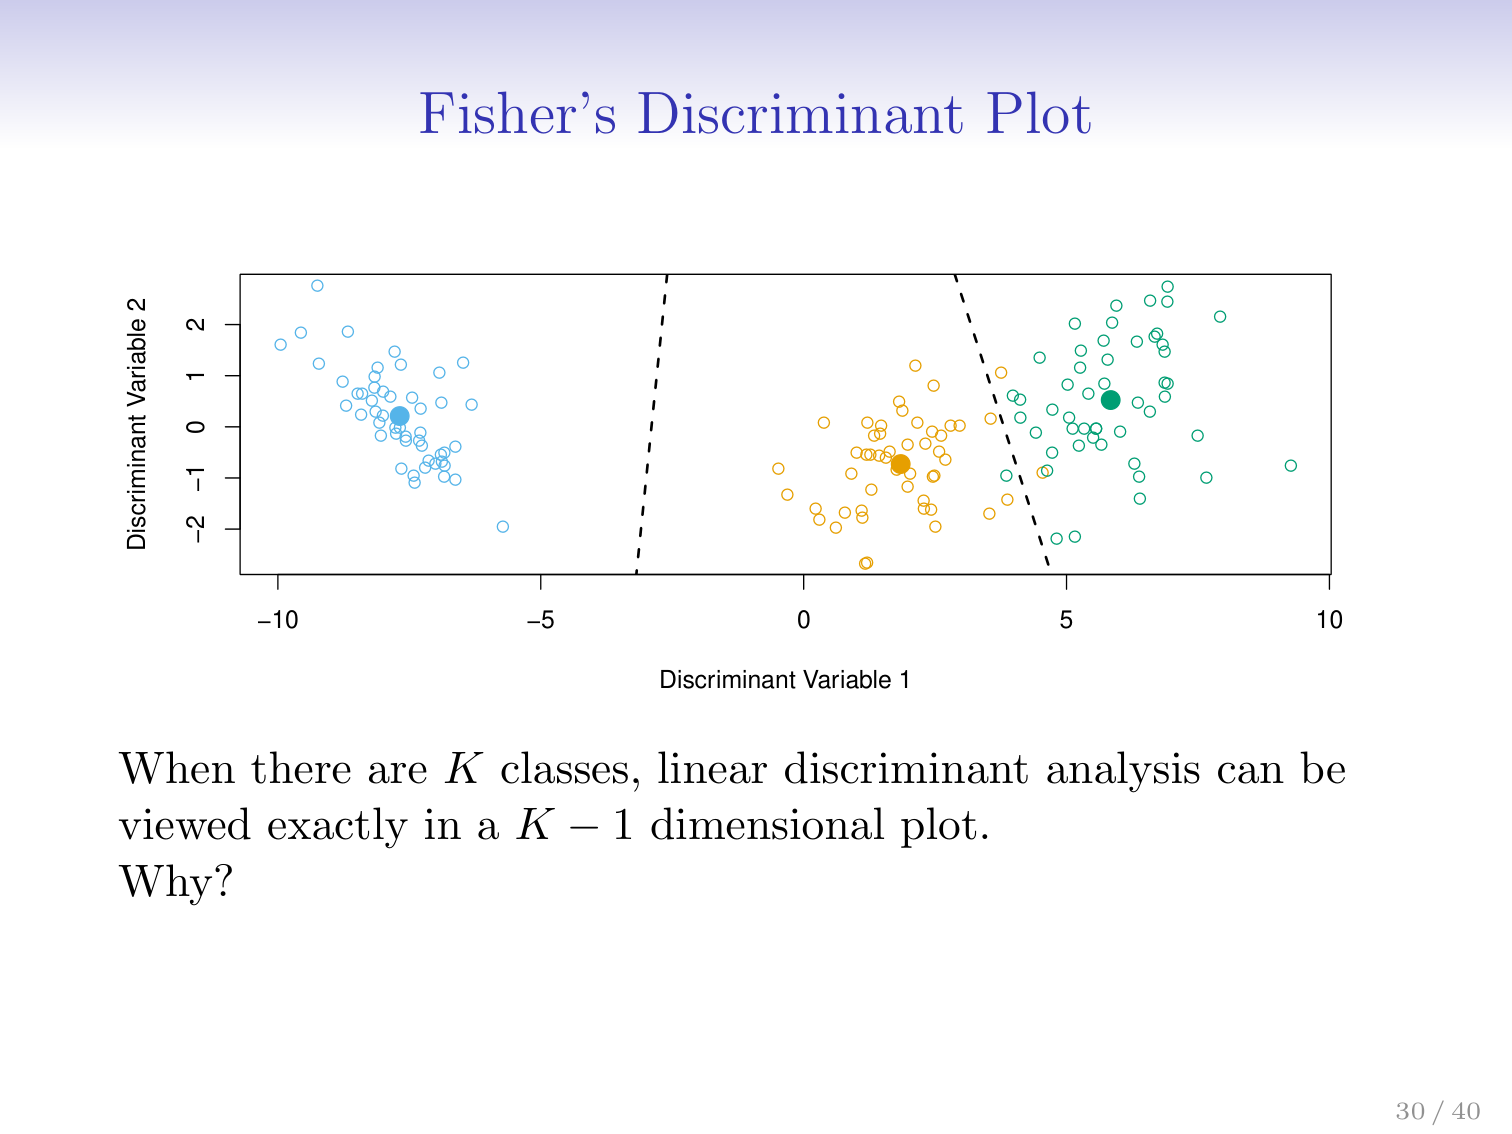 Fisher's Discriminant Plot
Discriminant Variable 2
2
1
0
−1
−2
−10 −5 0 5 10
Discriminant Variable 1
When there are K classes, linear discriminant analysis can be
viewed exactly in a K − 1 dimensional plot.
Why?
30 / 40